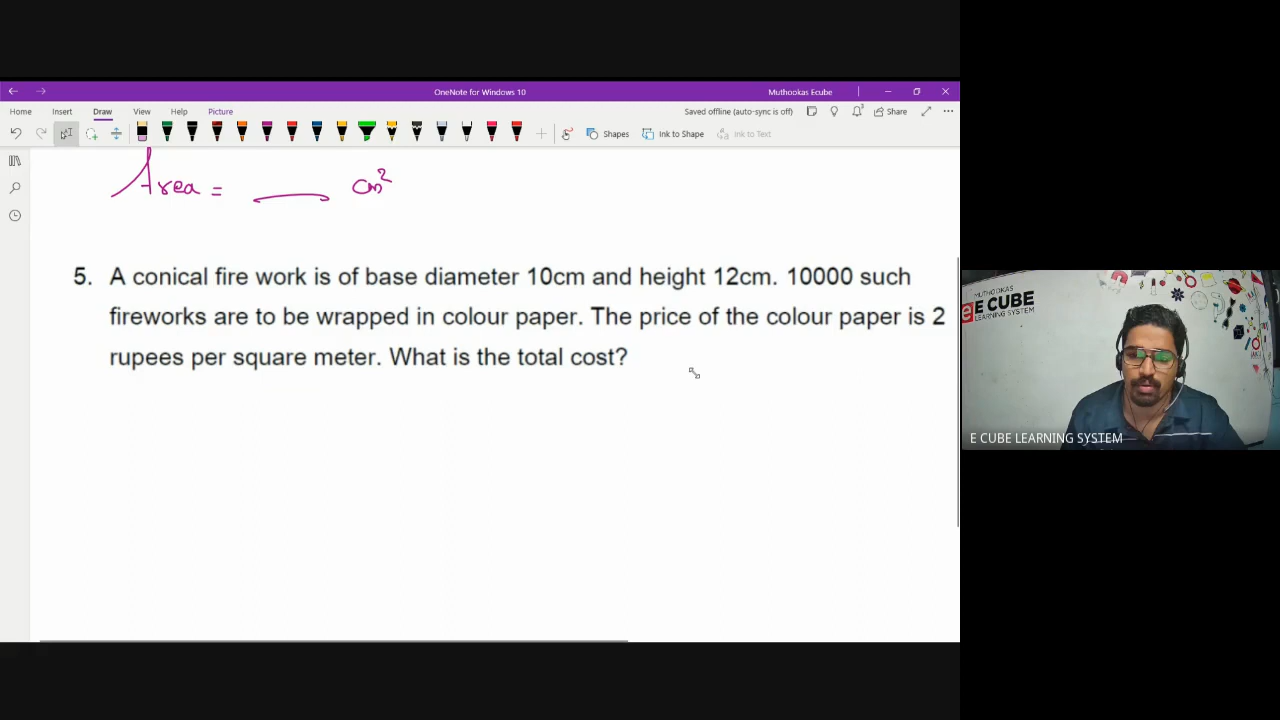 OneNote for Windows 10
Muthookas Ecube
Home Insert Draw View Help Picture
Saved offline (auto-sync is off)
Share
Shapes
Ink to Shape
Ink to Text
Area = cm²
5. A conical fire work is of base diameter 10cm and height 12cm. 10000 such
fireworks are to be wrapped in colour paper. The price of the colour paper is 2
rupees per square meter. What is the total cost?
MUTHOOKAS
E CUBE
LEARNING SYSTEM
E CUBE LEARNING SYSTEM